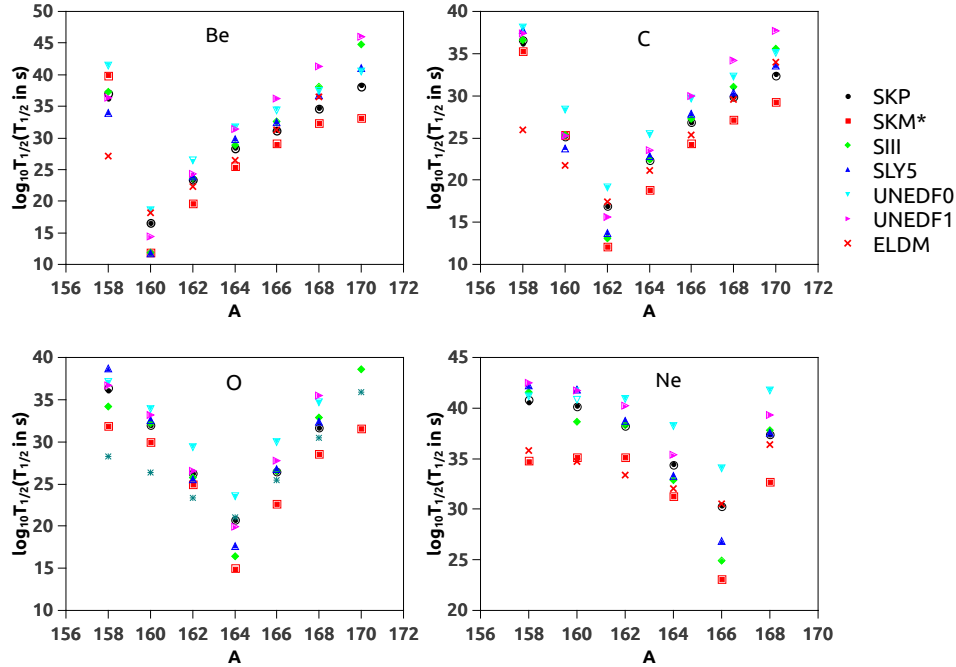 Be
log10T1/2(T1/2 in s)
50
45
40
35
30
25
20
15
10
156 158 160 162 164 166 168 170 172
A
C
log10T1/2(T1/2 in s)
40
35
30
25
20
15
10
156 158 160 162 164 166 168 170 172
A
SKP
SKM*
SIII
SLY5
UNEDF0
UNEDF1
ELDM
O
log10T1/2(T1/2 in s)
40
35
30
25
20
15
10
156 158 160 162 164 166 168 170 172
A
Ne
log10T1/2(T1/2 in s)
45
40
35
30
25
20
156 158 160 162 164 166 168 170
A